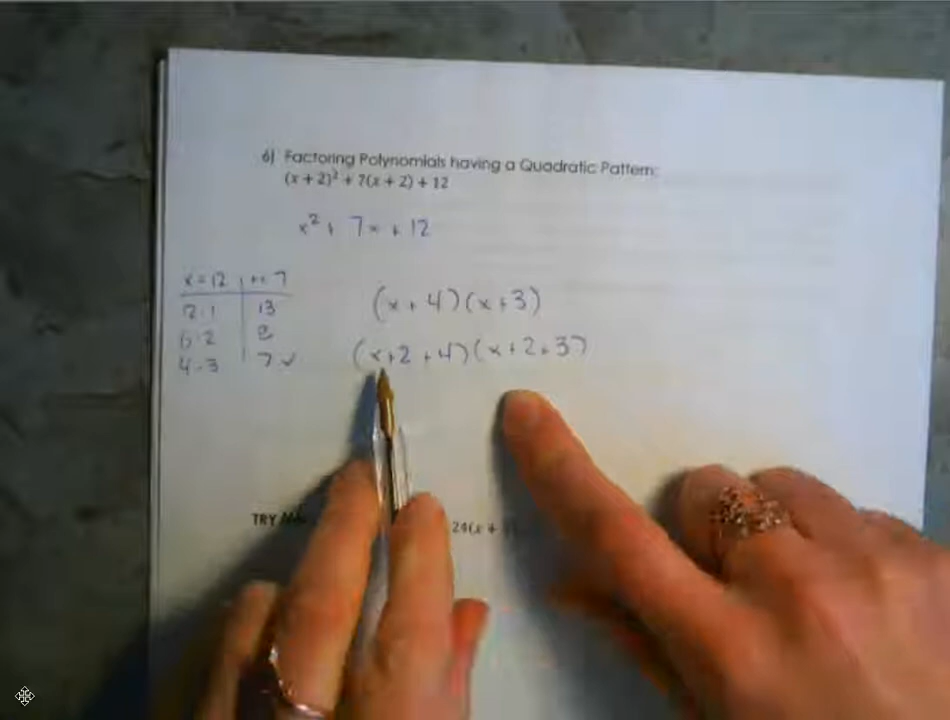 6) Factoring Polynomials having a Quadratic Pattern:
(x + 2)² + 7(x + 2) + 12
x² + 7x + 12
x = 12 | += 7
12·1 | 13
6·2 | 8
4·3 | 7 ✓
(x + 4)(x + 3)
(x+2 + 4)(x+2+3)
TRY
24(x +